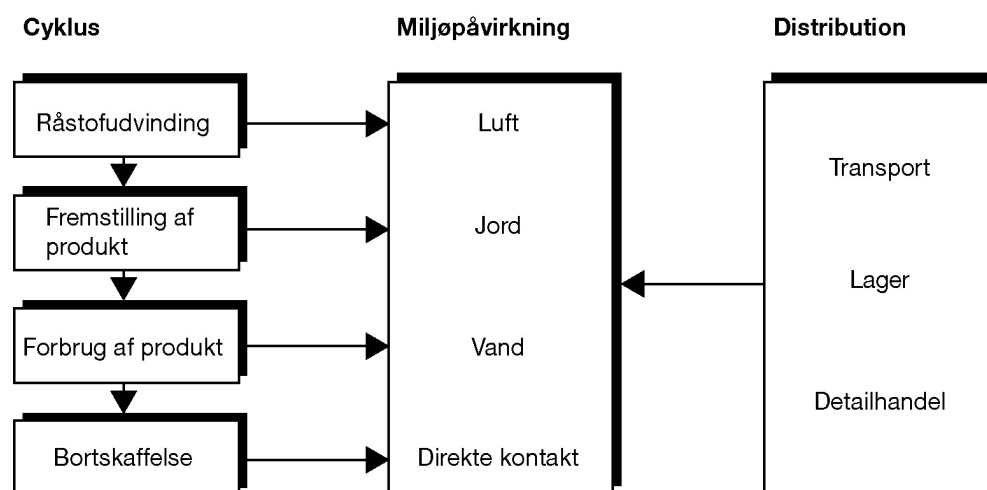 Cyklus
Miljøpåvirkning
Distribution
Råstofudvinding
Fremstilling af
produkt
Forbrug af produkt
Bortskaffelse
Luft
Jord
Vand
Direkte kontakt
Transport
Lager
Detailhandel